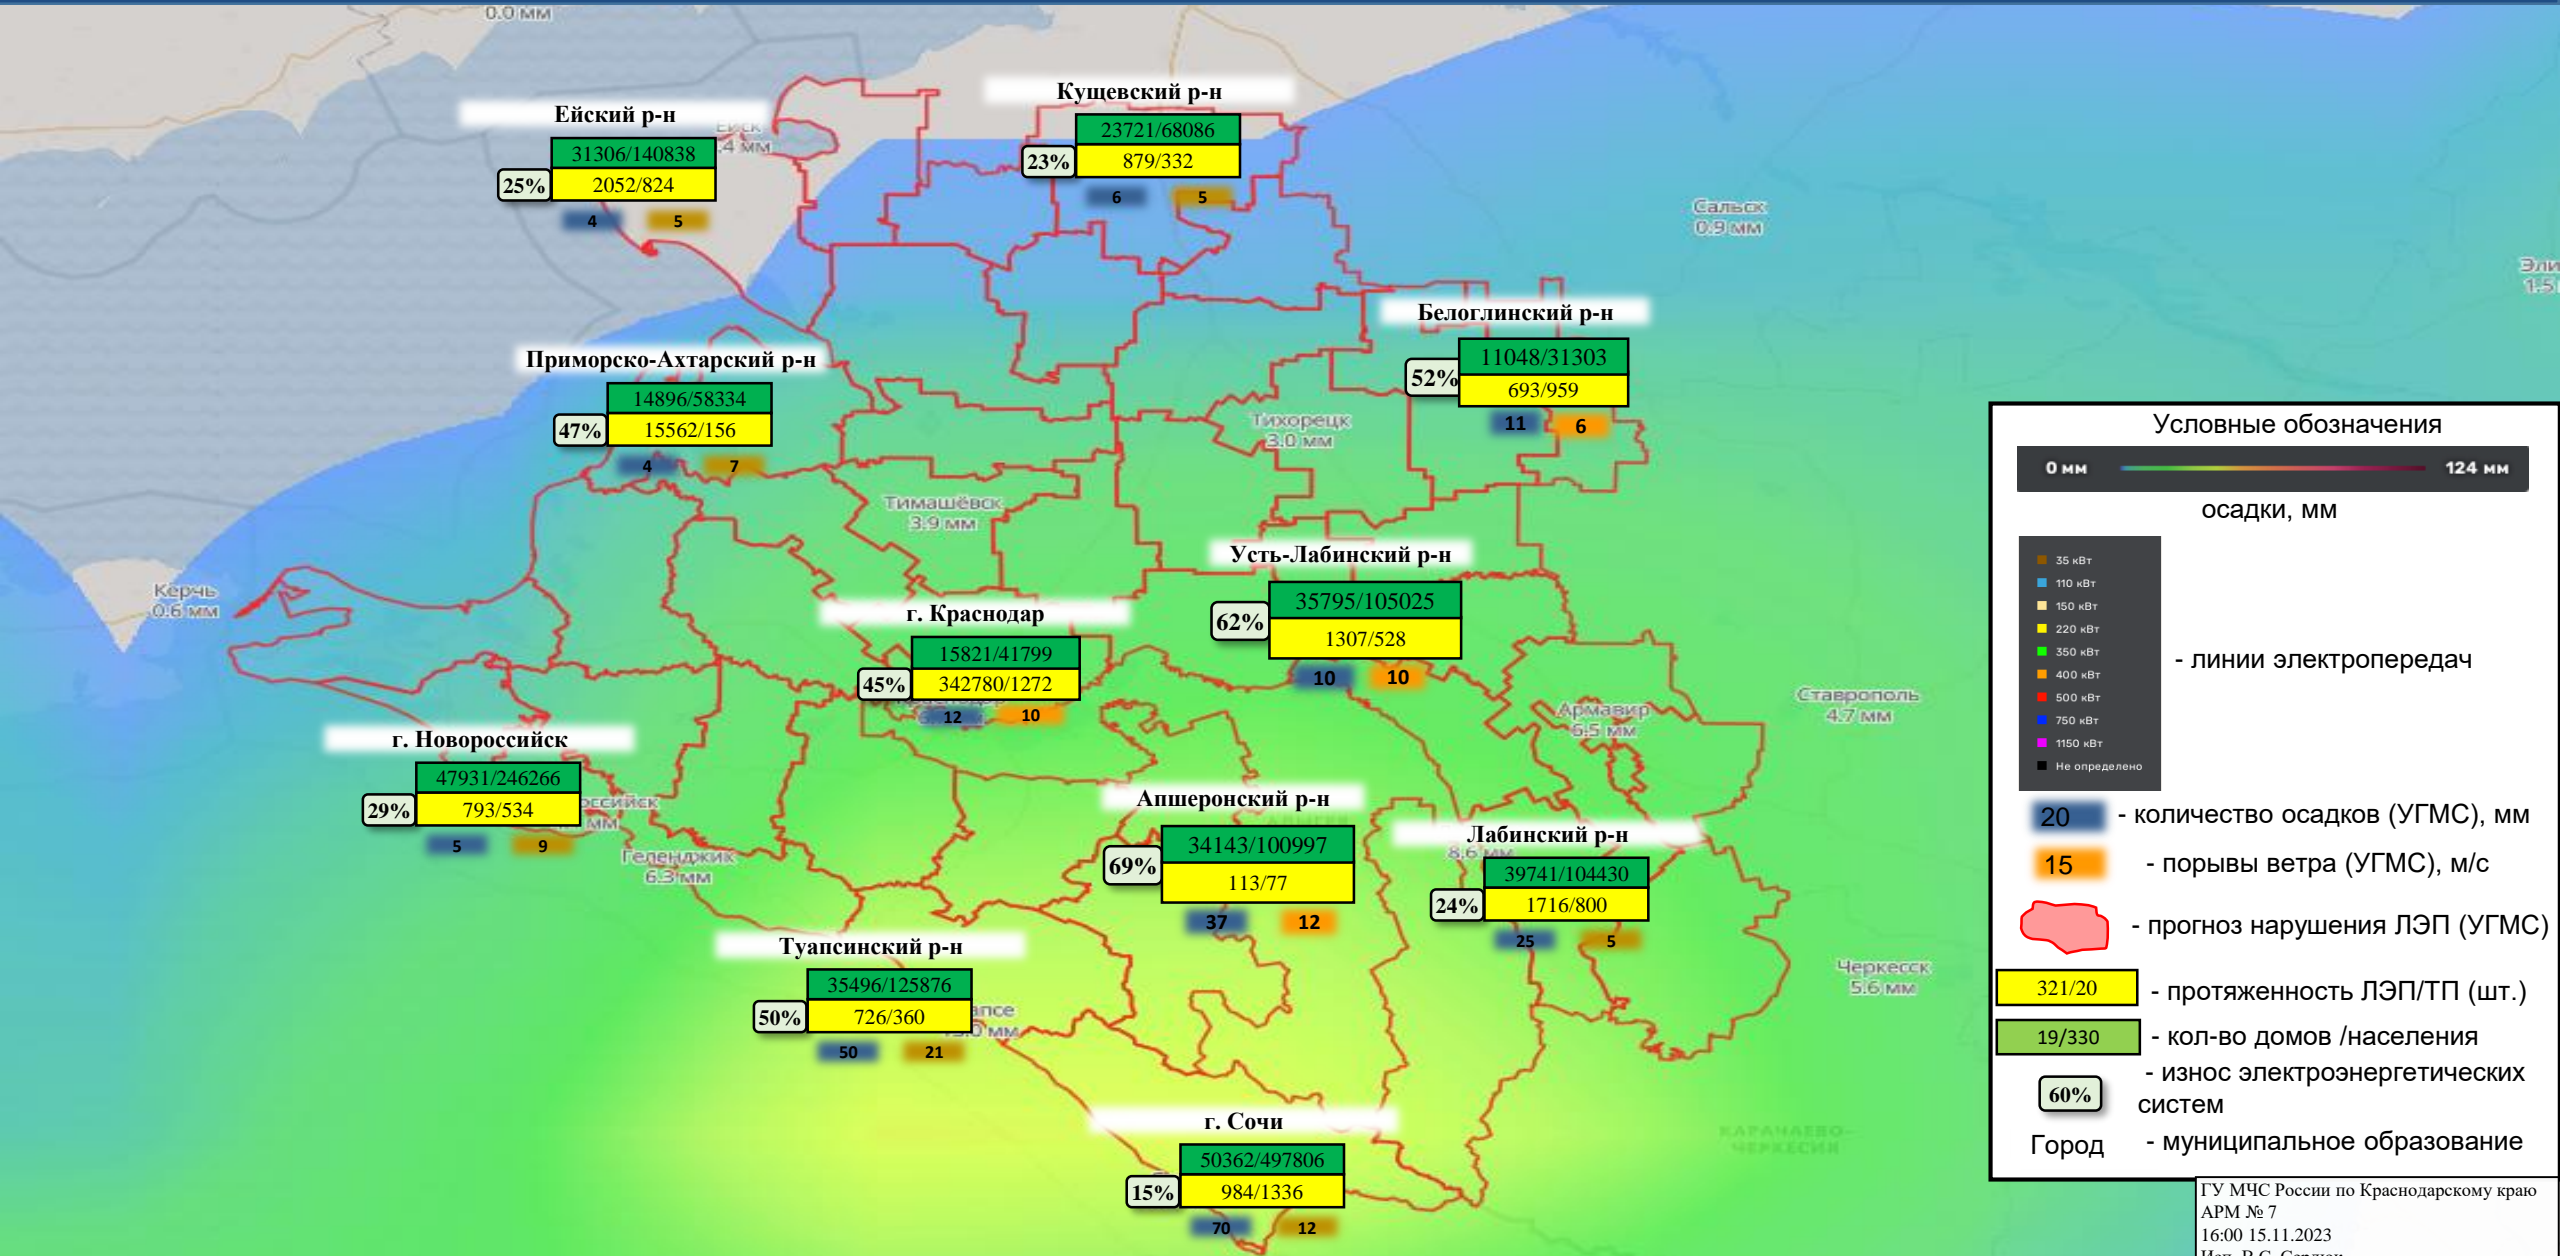 0.0 мм
Кущевский р-н
23721/68086
23%
879/332
6
5
Ейский р-н
31306/140838
25%
2052/824
4
5
Сальск
0.9 мм
Белоглинский р-н
11048/31303
52%
693/959
11
6
Приморско-Ахтарский р-н
14896/58334
47%
15562/156
4
7
Тихорецк
3.0 мм
Тимашёвск
3.9 мм
Усть-Лабинский р-н
35795/105025
62%
1307/528
10
10
Керчь
0.6 мм
г. Краснодар
15821/41799
45%
342780/1272
12
10
Армавир
6.5 мм
Ставрополь
4.7 мм
г. Новороссийск
47931/246266
29%
793/534
5
9
Геленджик
6.3 мм
Апшеронский р-н
34143/100997
69%
113/77
37
12
Лабинский р-н
8.6 мм
39741/104430
24%
1716/800
25
5
Туапсинский р-н
35496/125876
50%
726/360
50
21
Черкесск
5.6 мм
г. Сочи
50362/497806
15%
984/1336
70
12
КАРАЧАЕВО-
ЧЕРКЕСИЯ
Условные обозначения
0 мм 124 мм
осадки, мм
35 кВт
110 кВт
150 кВт
220 кВт
350 кВт
400 кВт
500 кВт
750 кВт
1150 кВт
Не определено
- линии электропередач
20 - количество осадков (УГМС), мм
15 - порывы ветра (УГМС), м/с
- прогноз нарушения ЛЭП (УГМС)
321/20 - протяженность ЛЭП/ТП (шт.)
19/330 - кол-во домов /населения
60% - износ электроэнергетических
систем
Город - муниципальное образование
ГУ МЧС России по Краснодарскому краю
АРМ № 7
16:00 15.11.2023